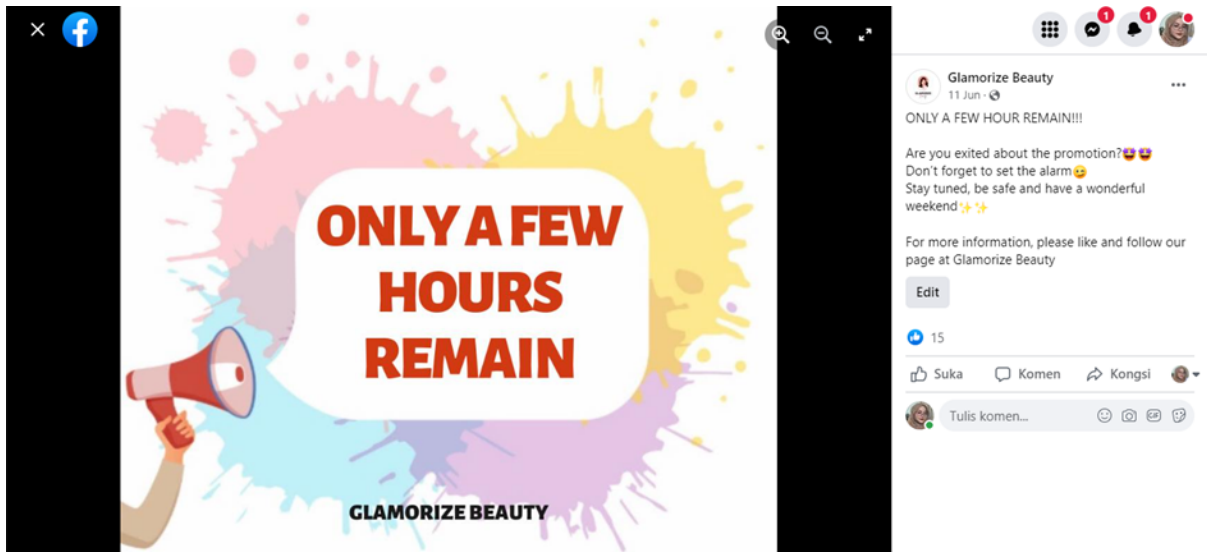 ONLY A FEW
HOURS
REMAIN
GLAMORIZE BEAUTY
1
1
Glamorize Beauty
11 Jun ·
ONLY A FEW HOUR REMAIN!!!
Are you exited about the promotion?🤩🤩
Don't forget to set the alarm😉
Stay tuned, be safe and have a wonderful
weekend✨✨
For more information, please like and follow our
page at Glamorize Beauty
Edit
15
Suka Komen Kongsi
Tulis komen... GIF